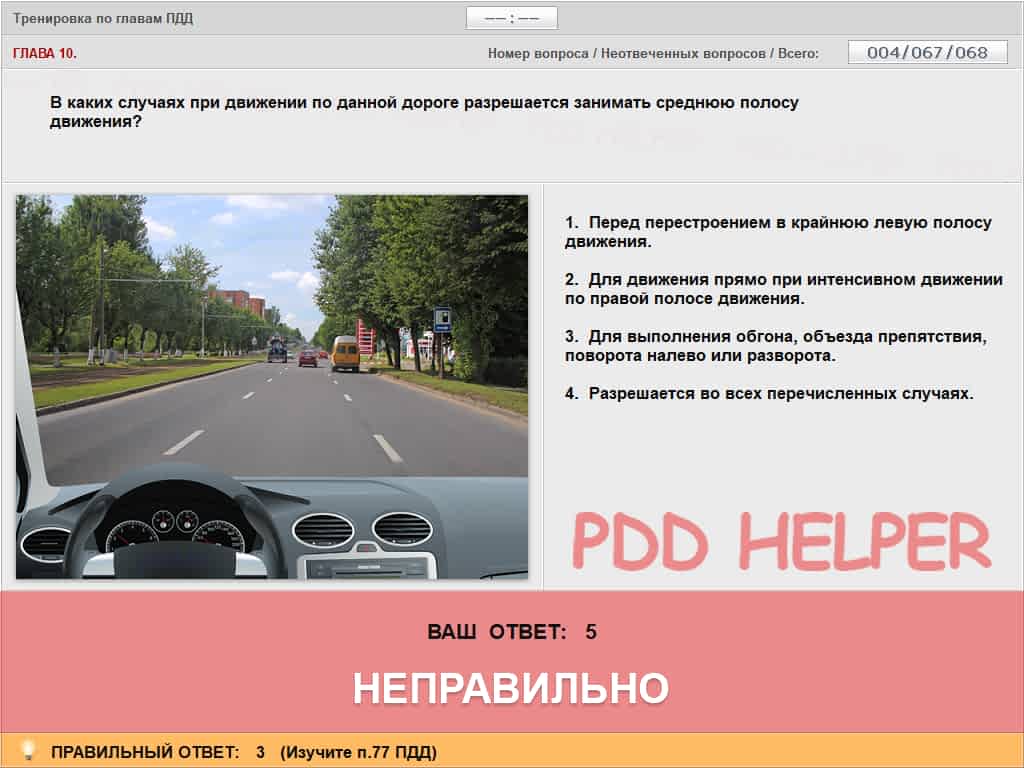 Тренировка по главам ПДД
–– : ––
ГЛАВА 10.
Номер вопроса / Неотвеченных вопросов / Всего:
004/067/068
В каких случаях при движении по данной дороге разрешается занимать среднюю полосу
движения?
1. Перед перестроением в крайнюю левую полосу
движения.
2. Для движения прямо при интенсивном движении
по правой полосе движения.
3. Для выполнения обгона, объезда препятствия,
поворота налево или разворота.
4. Разрешается во всех перечисленных случаях.
PDD HELPER
ВАШ ОТВЕТ: 5
НЕПРАВИЛЬНО
ПРАВИЛЬНЫЙ ОТВЕТ: 3 (Изучите п.77 ПДД)